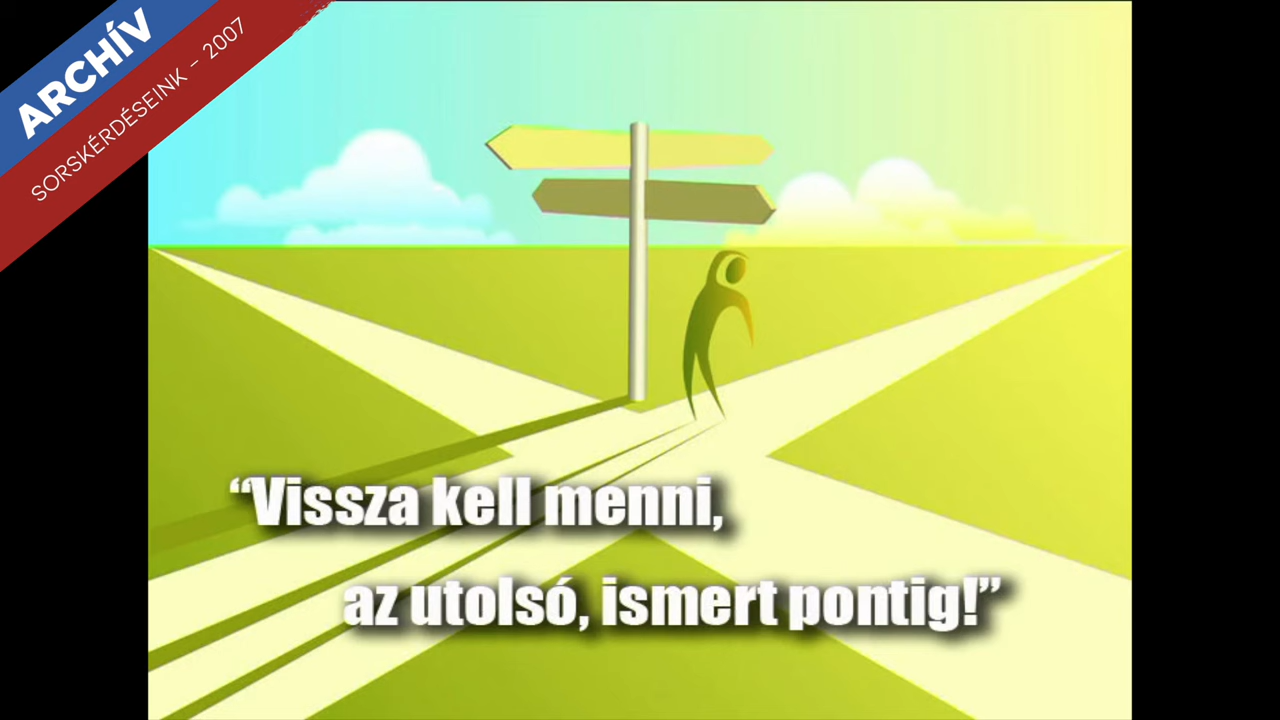 ARCHÍV
SORSKÉRDÉSEINK - 2007
“Vissza kell menni,
az utolsó, ismert pontig!”